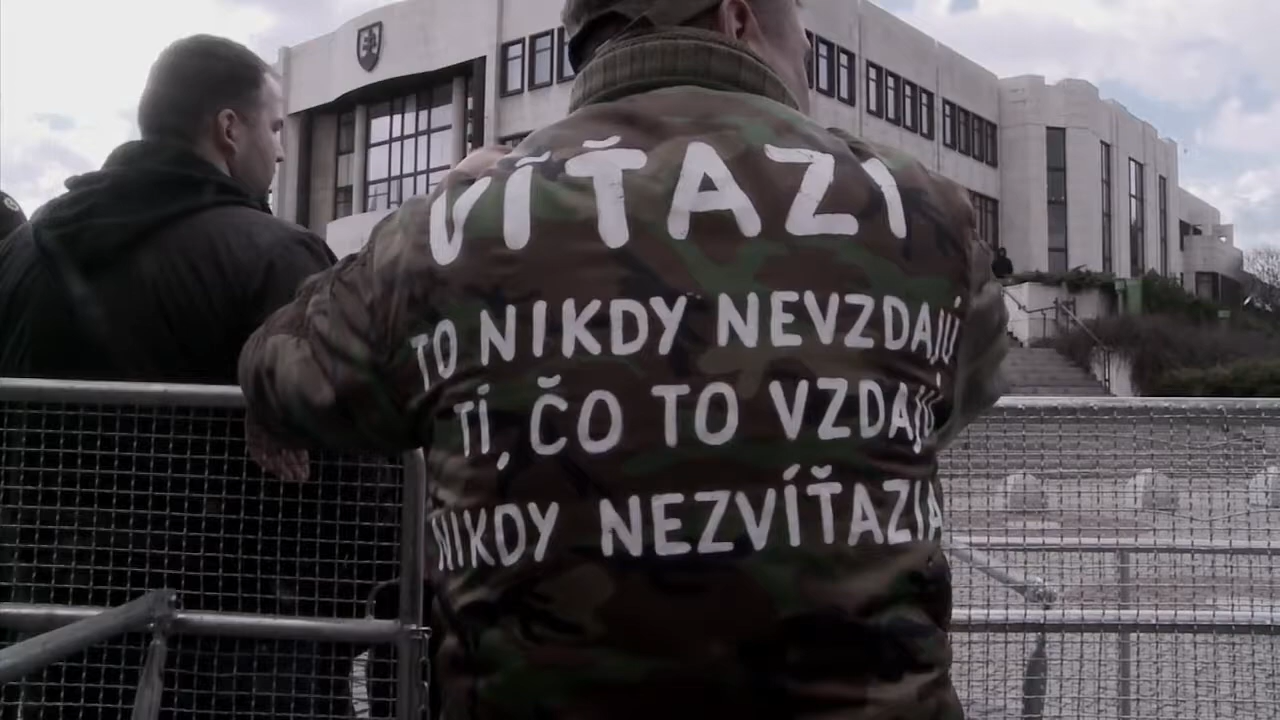 VÍŤAZI
TO NIKDY NEVZDAJÚ
TÍ, ČO TO VZDAJÚ,
NIKDY NEZVÍŤAZIA